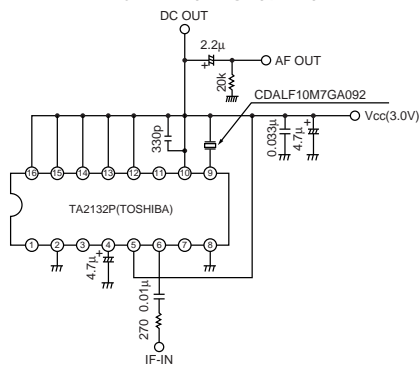 DC OUT
2.2μ
+
AF OUT
20k
CDALF10M7GA092
Vcc(3.0V)
330p
0.033μ
4.7μ
+
16 15 14 13 12 11 10 9
TA2132P(TOSHIBA)
1 2 3 4 5 6 7 8
4.7μ
+
0.01μ
270
IF-IN